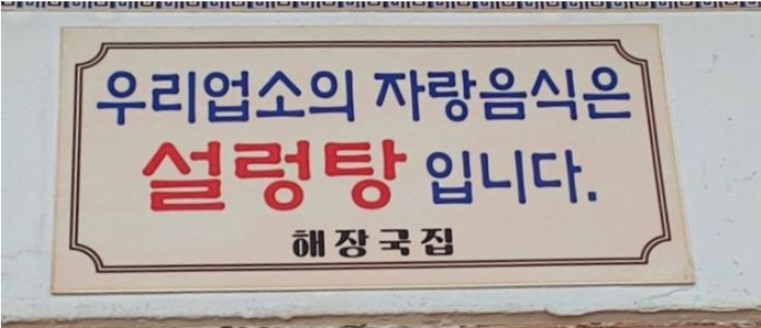 우리업소의 자랑음식은
설렁탕 입니다.
해장국집